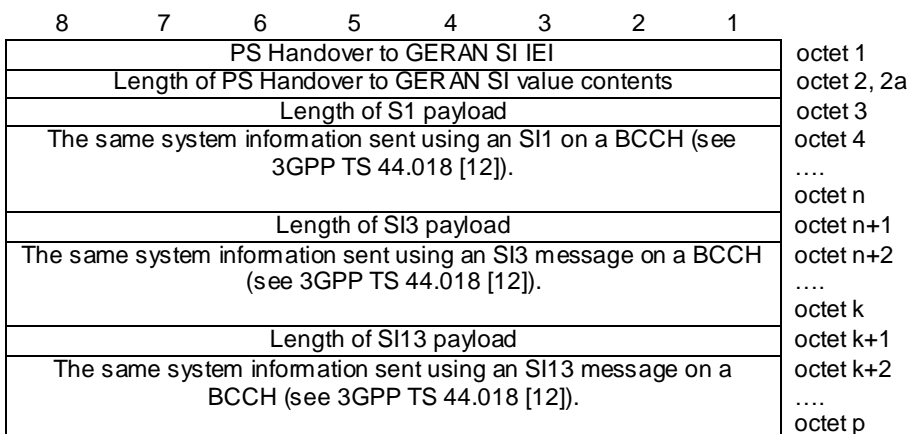 8 7 6 5 4 3 2 1
PS Handover to GERAN SI IEI octet 1
Length of PS Handover to GERAN SI value contents octet 2, 2a
Length of S1 payload octet 3
The same system information sent using an SI1 on a BCCH (see octet 4
3GPP TS 44.018 [12]). ….
octet n
Length of SI3 payload octet n+1
The same system information sent using an SI3 message on a BCCH octet n+2
(see 3GPP TS 44.018 [12]). ….
octet k
Length of SI13 payload octet k+1
The same system information sent using an SI13 message on a octet k+2
BCCH (see 3GPP TS 44.018 [12]). ….
octet p